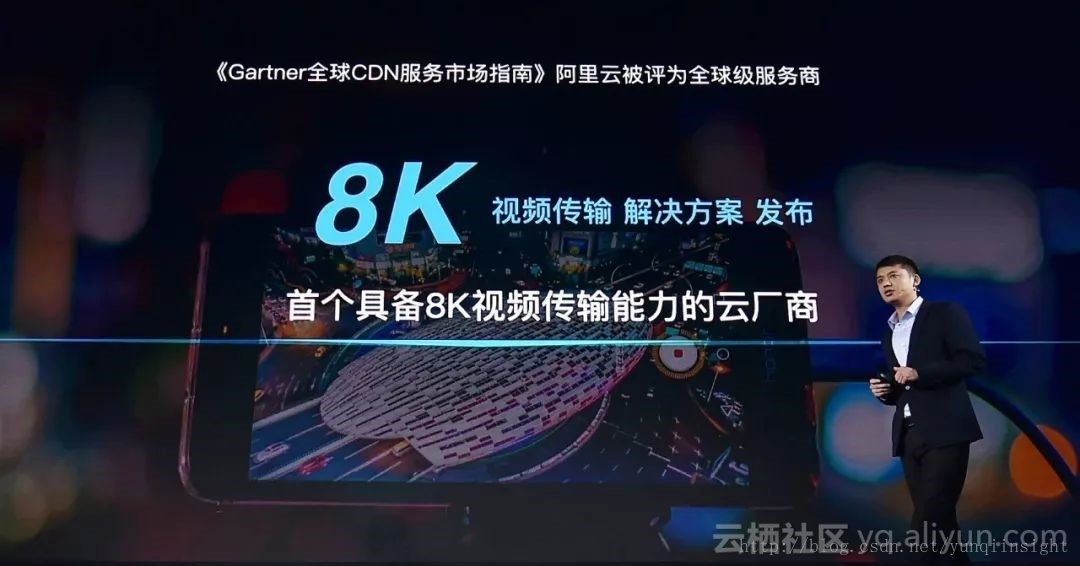 《Gartner全球CDN服务市场指南》阿里云被评为全球级服务商
8K 视频传输 解决方案 发布
首个具备8K视频传输能力的云厂商
云栖社区 yq.aliyun.com
http://blog.csdn.net/yunqiinsight